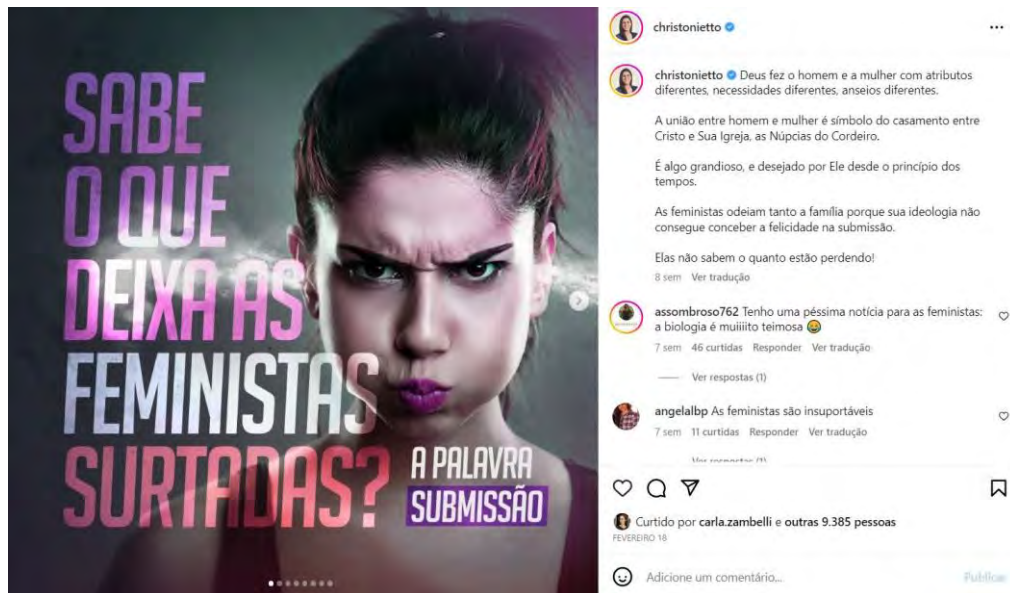 SABE
O QUE
DEIXA AS
FEMINISTAS
SURTADAS?
A PALAVRA
SUBMISSÃO
christonietto
christonietto Deus fez o homem e a mulher com atributos
diferentes, necessidades diferentes, anseios diferentes.
A união entre homem e mulher é símbolo do casamento entre
Cristo e Sua Igreja, as Núpcias do Cordeiro.
É algo grandioso, e desejado por Ele desde o princípio dos
tempos.
As feministas odeiam tanto a família porque sua ideologia não
consegue conceber a felicidade na submissão.
Elas não sabem o quanto estão perdendo!
8 sem Ver tradução
assombroso762 Tenho uma péssima notícia para as feministas:
a biologia é muiiiito teimosa 😂
7 sem 46 curtidas Responder Ver tradução
Ver respostas (1)
angelalbp As feministas são insuportáveis
7 sem 11 curtidas Responder Ver tradução
Ver respostas (1)
Curtido por carla.zambelli e outras 9.385 pessoas
FEVEREIRO 18
Adicione um comentário...
Publicar